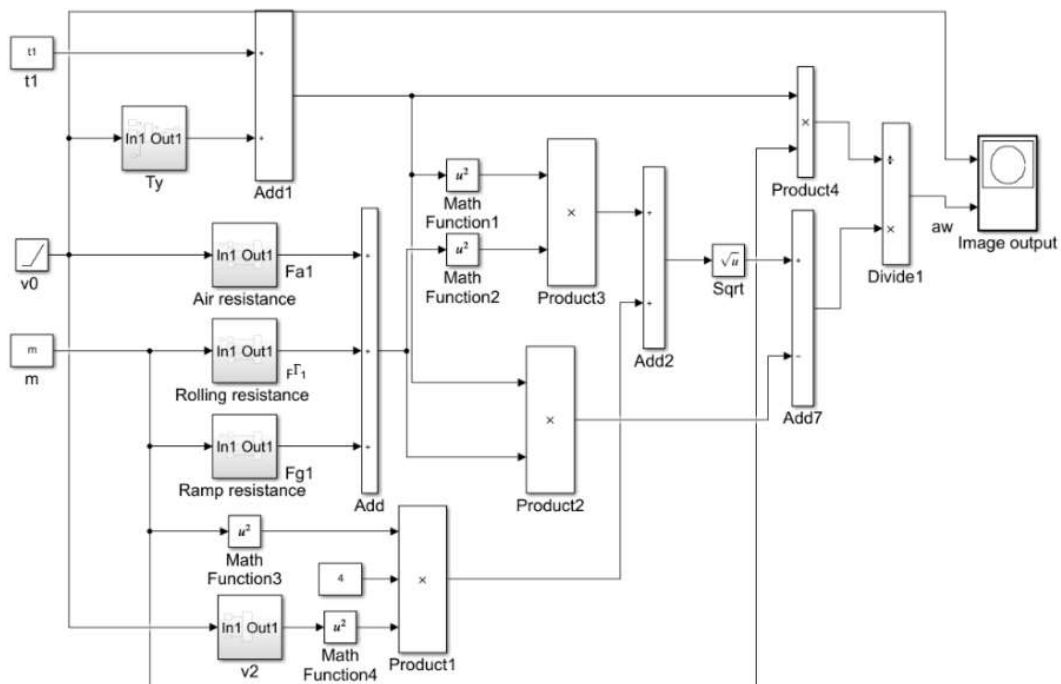 t1
t1
+
+
Add1
In1 Out1
Ty
v0
In1 Out1
Fa1
Air resistance
m
m
In1 Out1
FΓ1
Rolling resistance
In1 Out1
Fg1
Ramp resistance
+
+
+
Add
u²
Math
Function1
u²
Math
Function2
×
Product3
×
Product2
u²
Math
Function3
4
In1 Out1
v2
u²
Math
Function4
×
Product1
+
+
Add2
√u
Sqrt
×
Product4
+
−
Add7
÷
×
Divide1
aw
Image output